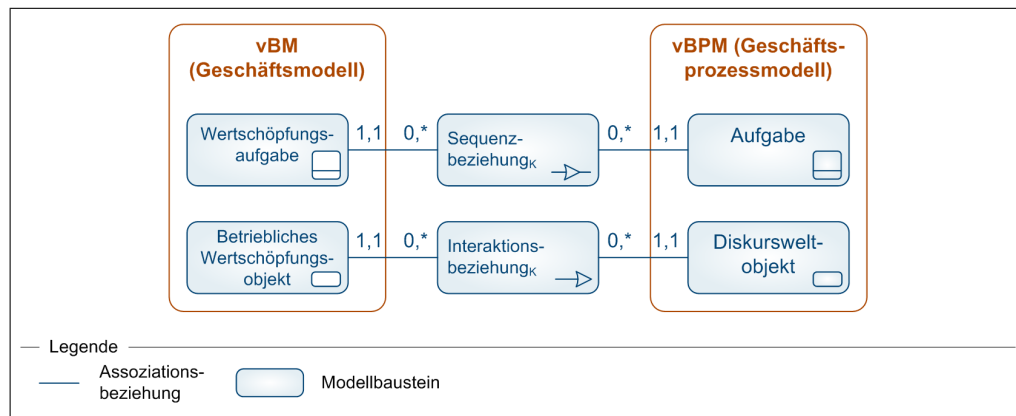 vBM
(Geschäftsmodell)
vBPM (Geschäfts-
prozessmodell)
Wertschöpfungs-
aufgabe
1,1
0,*
Sequenz-
beziehungK
0,*
1,1
Aufgabe
Betriebliches
Wertschöpfungs-
objekt
1,1
0,*
Interaktions-
beziehungK
0,*
1,1
Diskurswelt-
objekt
Legende
Assoziations-
beziehung
Modellbaustein